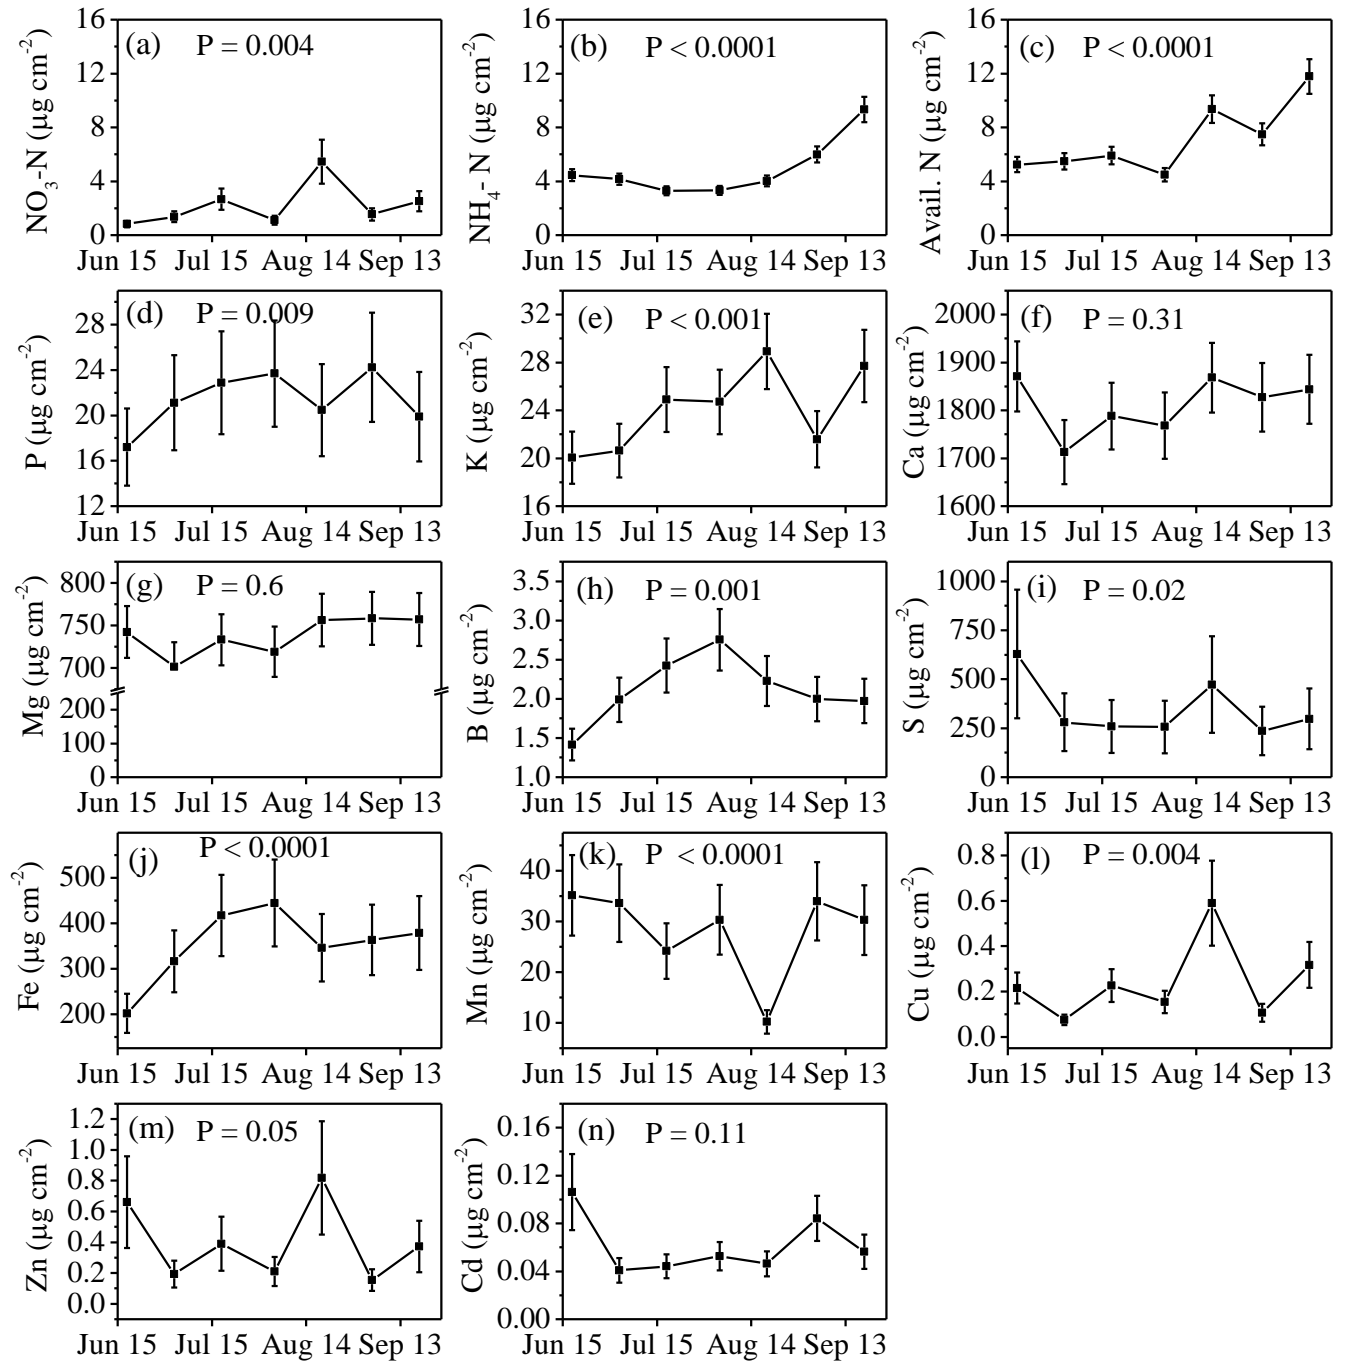 (a) P = 0.004
NO3-N (µg cm-2)
16
12
8
4
0
Jun 15 Jul 15 Aug 14 Sep 13
(b) P < 0.0001
NH4- N (µg cm-2)
16
12
8
4
0
Jun 15 Jul 15 Aug 14 Sep 13
(c) P < 0.0001
Avail. N (µg cm-2)
16
12
8
4
0
Jun 15 Jul 15 Aug 14 Sep 13
(d) P = 0.009
P (µg cm-2)
28
24
20
16
12
Jun 15 Jul 15 Aug 14 Sep 13
(e) P < 0.001
K (µg cm-2)
32
28
24
20
16
Jun 15 Jul 15 Aug 14 Sep 13
(f) P = 0.31
Ca (µg cm-2)
2000
1900
1800
1700
1600
Jun 15 Jul 15 Aug 14 Sep 13
(g) P = 0.6
Mg (µg cm-2)
800
750
700
200
100
0
Jun 15 Jul 15 Aug 14 Sep 13
(h) P = 0.001
B (µg cm-2)
3.5
3.0
2.5
2.0
1.5
1.0
Jun 15 Jul 15 Aug 14 Sep 13
(i) P = 0.02
S (µg cm-2)
1000
750
500
250
0
Jun 15 Jul 15 Aug 14 Sep 13
(j) P < 0.0001
Fe (µg cm-2)
500
400
300
200
Jun 15 Jul 15 Aug 14 Sep 13
(k) P < 0.0001
Mn (µg cm-2)
40
30
20
10
Jun 15 Jul 15 Aug 14 Sep 13
(l) P = 0.004
Cu (µg cm-2)
0.8
0.6
0.4
0.2
0.0
Jun 15 Jul 15 Aug 14 Sep 13
(m) P = 0.05
Zn (µg cm-2)
1.2
1.0
0.8
0.6
0.4
0.2
0.0
Jun 15 Jul 15 Aug 14 Sep 13
(n) P = 0.11
Cd (µg cm-2)
0.16
0.12
0.08
0.04
0.00
Jun 15 Jul 15 Aug 14 Sep 13